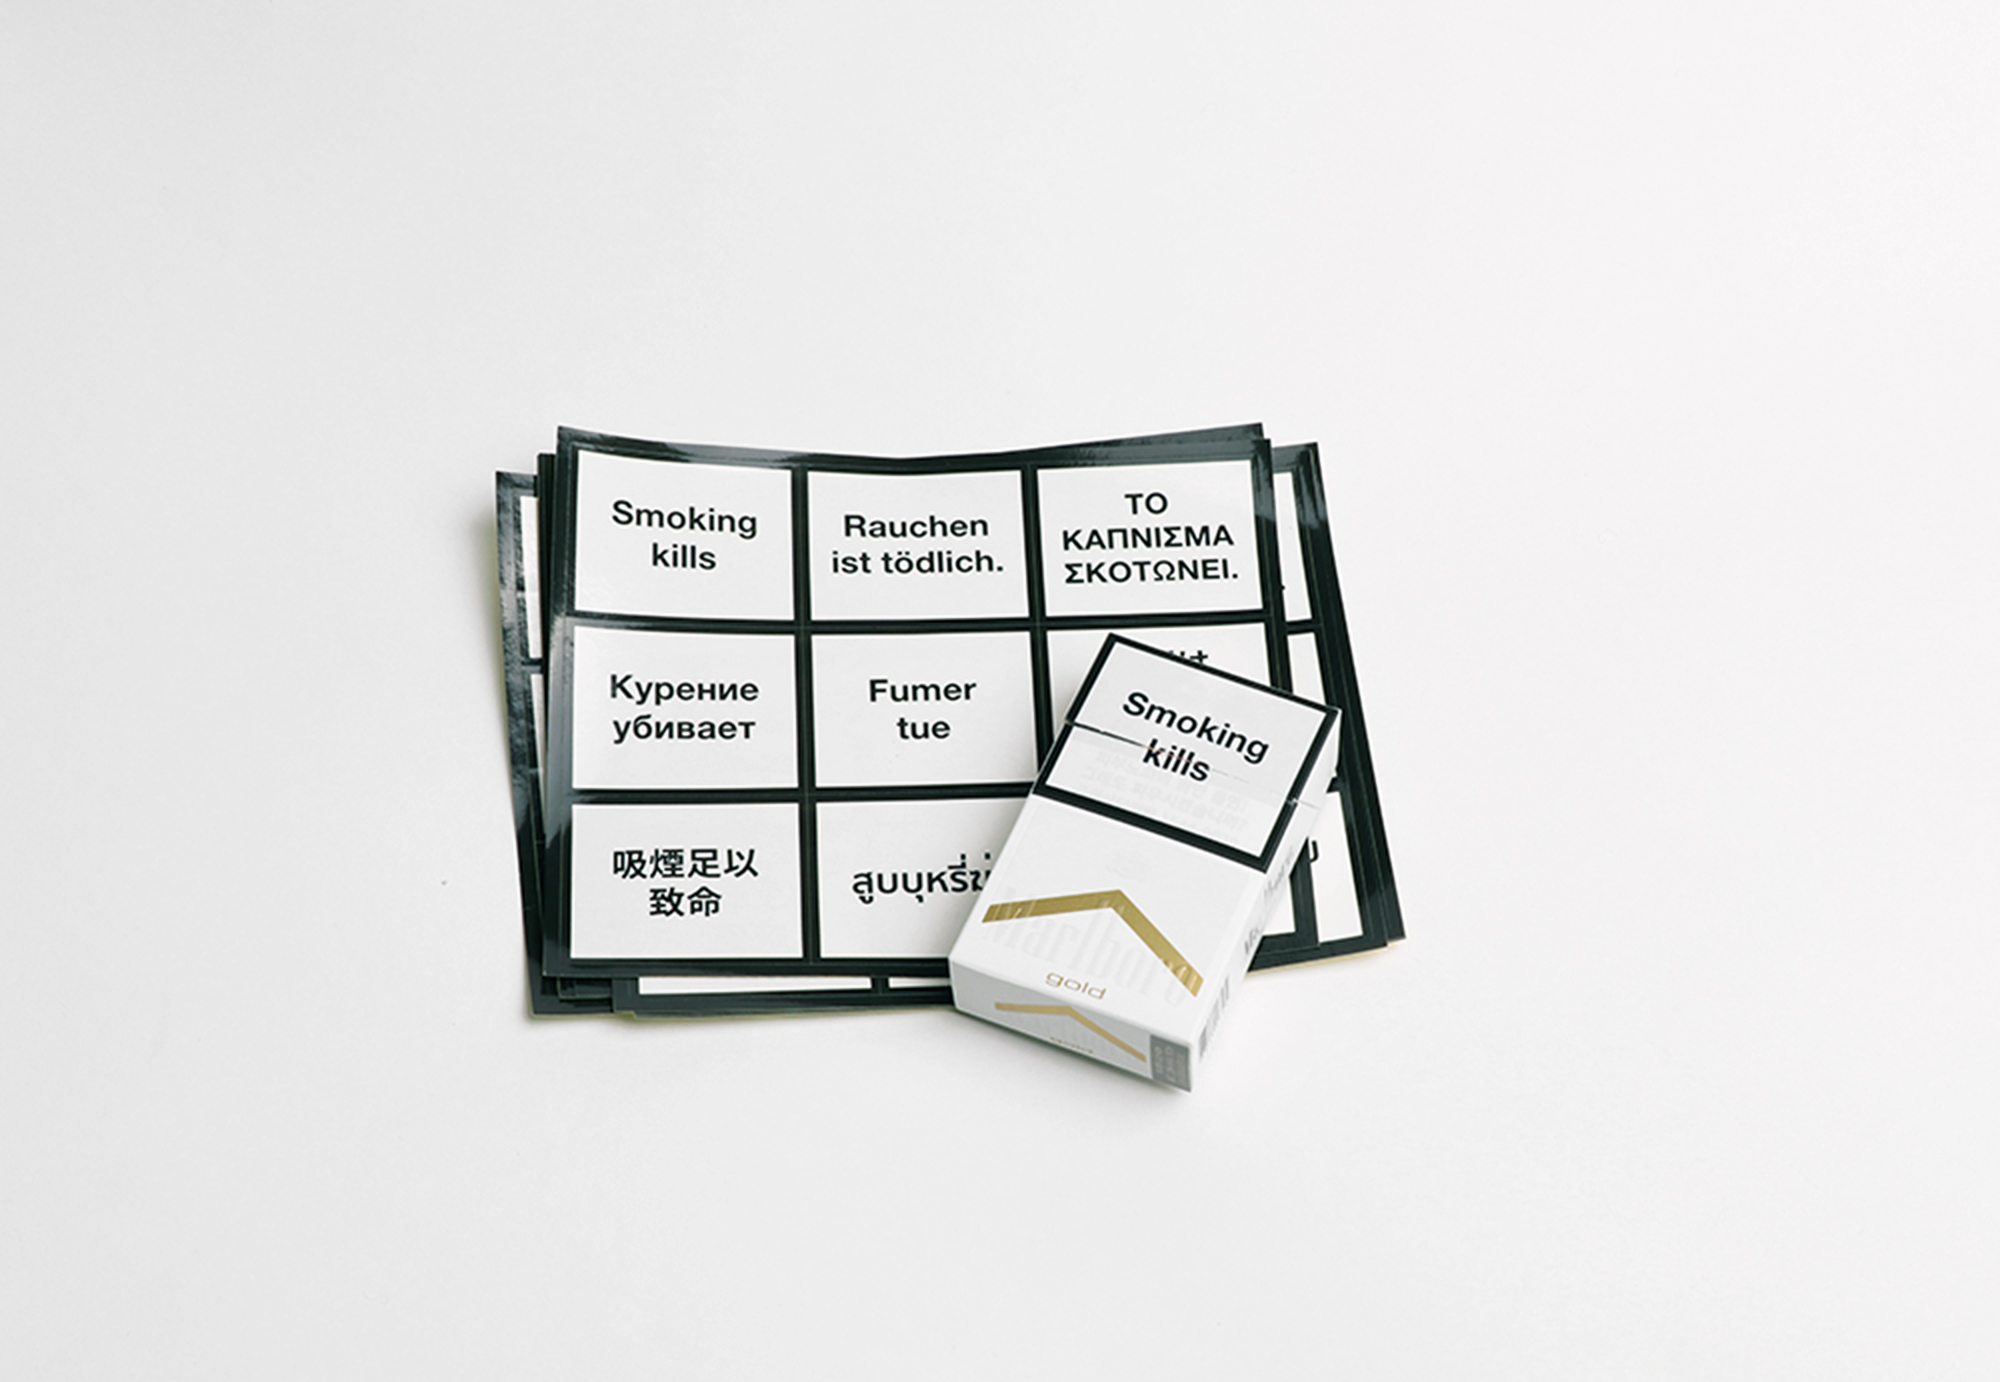 Smoking
kills
Rauchen
ist tödlich.
ΤΟ
ΚΑΠΝΙΣΜΑ
ΣΚΟΤΩΝΕΙ.
Курение
убивает
Fumer
tue
吸煙足以
致命
Smoking
kills
Marlboro
gold